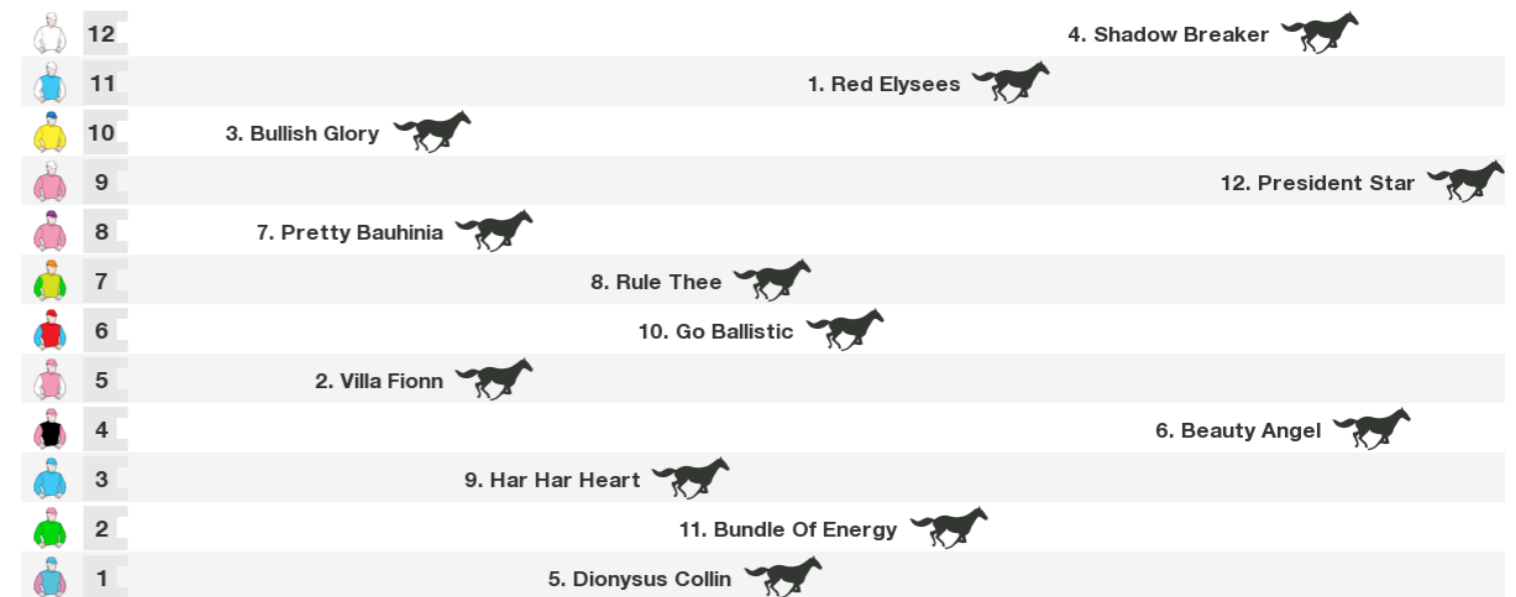 12 4. Shadow Breaker
11 1. Red Elysees
10 3. Bullish Glory
9 12. President Star
8 7. Pretty Bauhinia
7 8. Rule Thee
6 10. Go Ballistic
5 2. Villa Fionn
4 6. Beauty Angel
3 9. Har Har Heart
2 11. Bundle Of Energy
1 5. Dionysus Collin